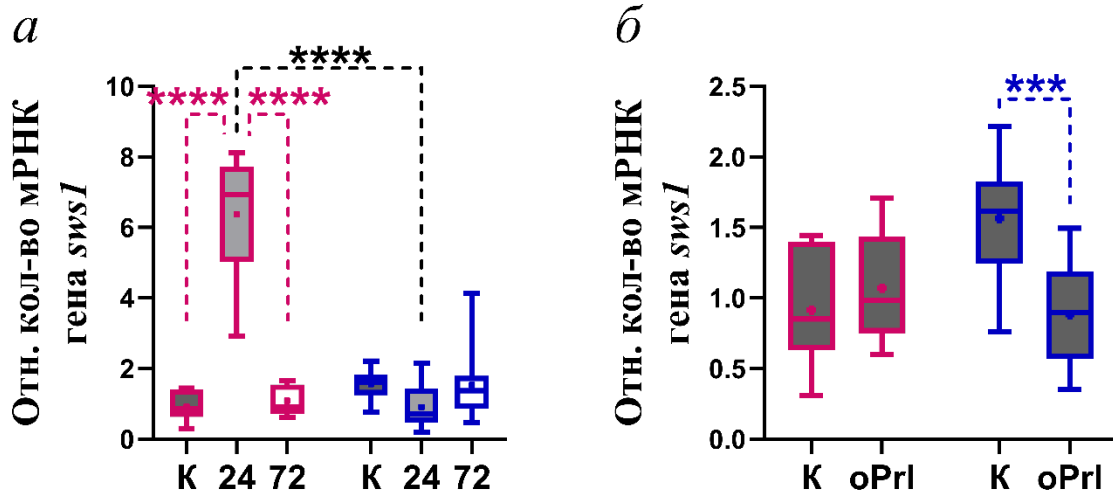 а
Отн. кол-во мРНК
гена sws1
10
8
6
4
2
0
****
****
****
К 24 72 К 24 72
б
Отн. кол-во мРНК
гена sws1
2.5
2.0
1.5
1.0
0.5
0.0
***
К oPrl К oPrl